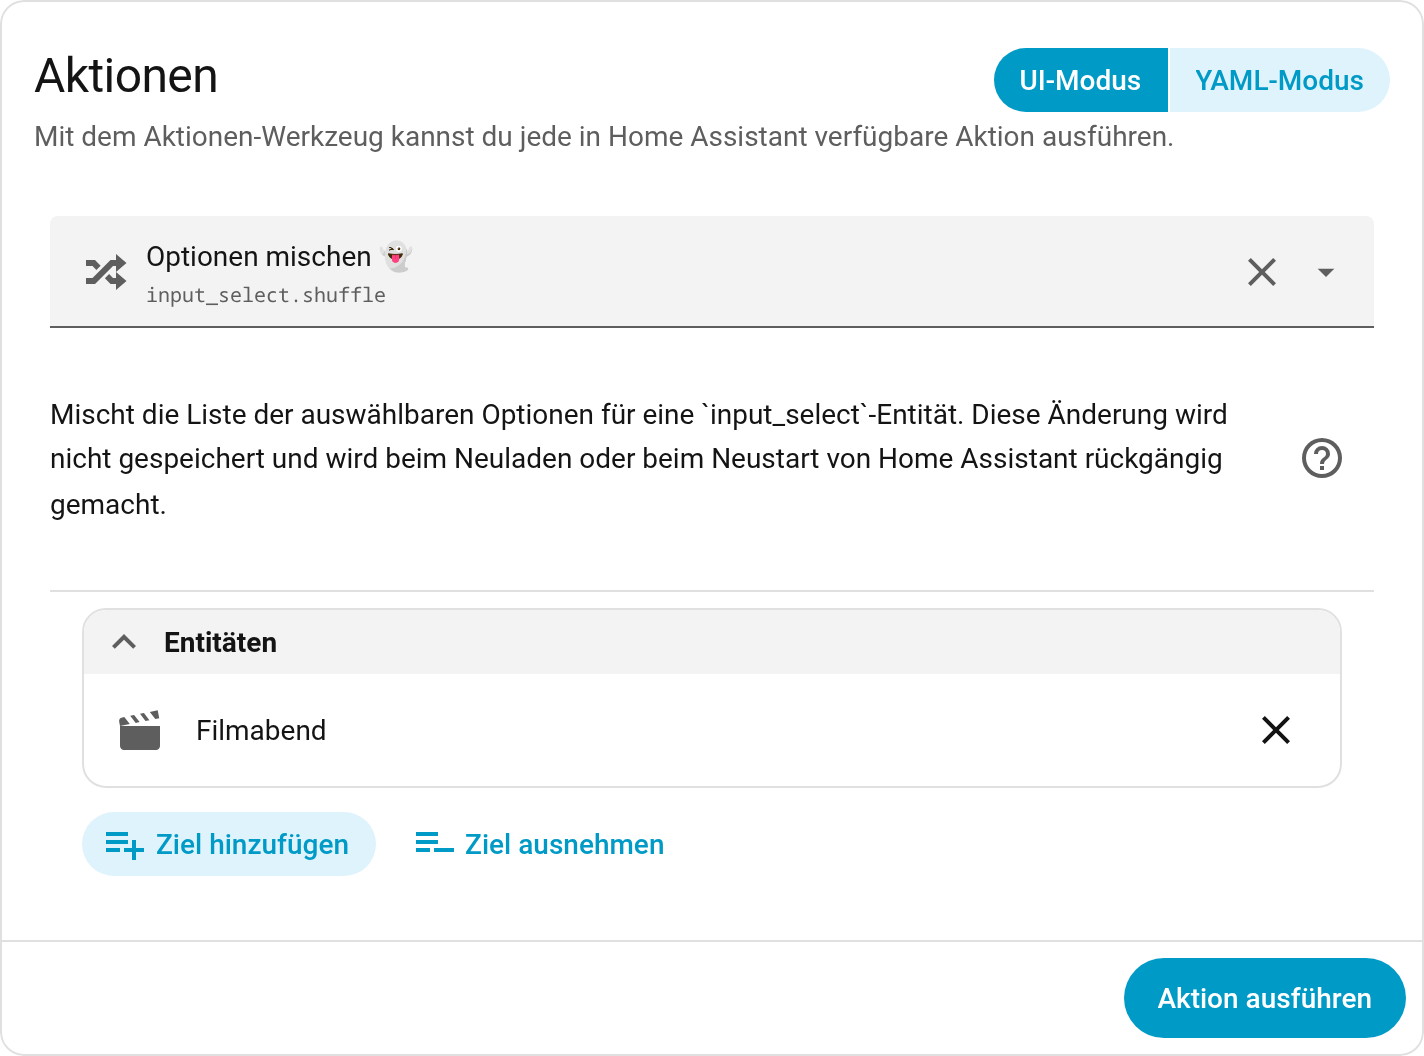 Aktionen
UI-Modus
YAML-Modus
Mit dem Aktionen-Werkzeug kannst du jede in Home Assistant verfügbare Aktion ausführen.
Optionen mischen 👻
input_select.shuffle
Mischt die Liste der auswählbaren Optionen für eine `input_select`-Entität. Diese Änderung wird
nicht gespeichert und wird beim Neuladen oder beim Neustart von Home Assistant rückgängig
gemacht.
Entitäten
Filmabend
Ziel hinzufügen
Ziel ausnehmen
Aktion ausführen